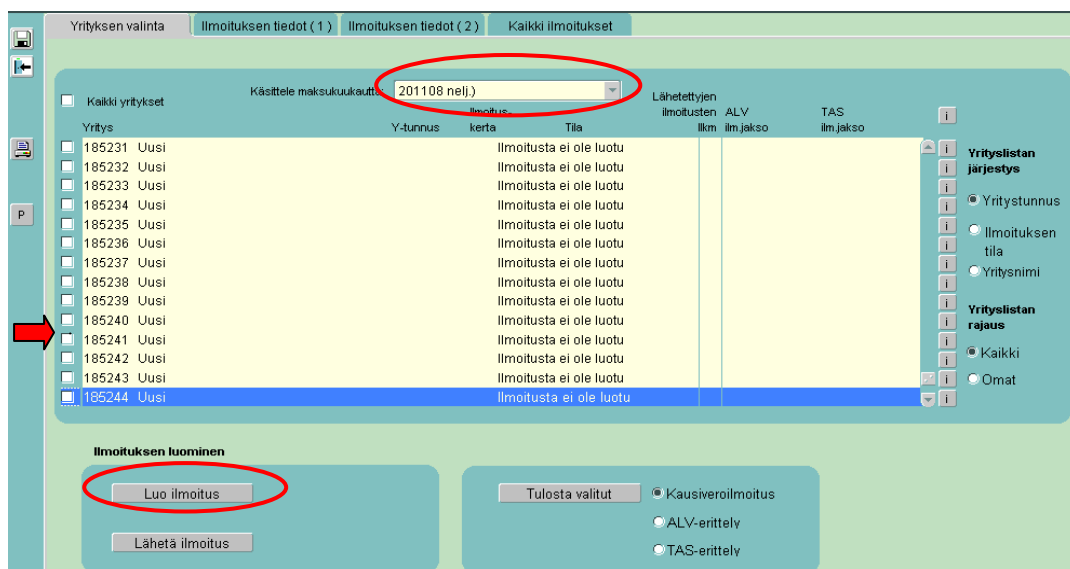 Yrityksen valinta Ilmoituksen tiedot ( 1 ) Ilmoituksen tiedot ( 2 ) Kaikki ilmoitukset
Kaikki yritykset Käsittele maksukuukautta: 201108 nelj.)
Yritys Y-tunnus Ilmoitus-kerta Tila Lähetettyjen ilmoitusten lkm ALV ilm.jakso TAS ilm.jakso i
185231 Uusi Ilmoitusta ei ole luotu i
185232 Uusi Ilmoitusta ei ole luotu i
185233 Uusi Ilmoitusta ei ole luotu i
185234 Uusi Ilmoitusta ei ole luotu i
185235 Uusi Ilmoitusta ei ole luotu i
185236 Uusi Ilmoitusta ei ole luotu i
185237 Uusi Ilmoitusta ei ole luotu i
185238 Uusi Ilmoitusta ei ole luotu i
185239 Uusi Ilmoitusta ei ole luotu i
185240 Uusi Ilmoitusta ei ole luotu i
185241 Uusi Ilmoitusta ei ole luotu i
185242 Uusi Ilmoitusta ei ole luotu i
185243 Uusi Ilmoitusta ei ole luotu i
185244 Uusi Ilmoitusta ei ole luotu i
P
Yrityslistan
järjestys
Yritystunnus
Ilmoituksen
tila
Yritysnimi
Yrityslistan
rajaus
Kaikki
Omat
Ilmoituksen luominen
Luo ilmoitus
Lähetä ilmoitus
Tulosta valitut
Kausiveroilmoitus
ALV-erittely
TAS-erittely